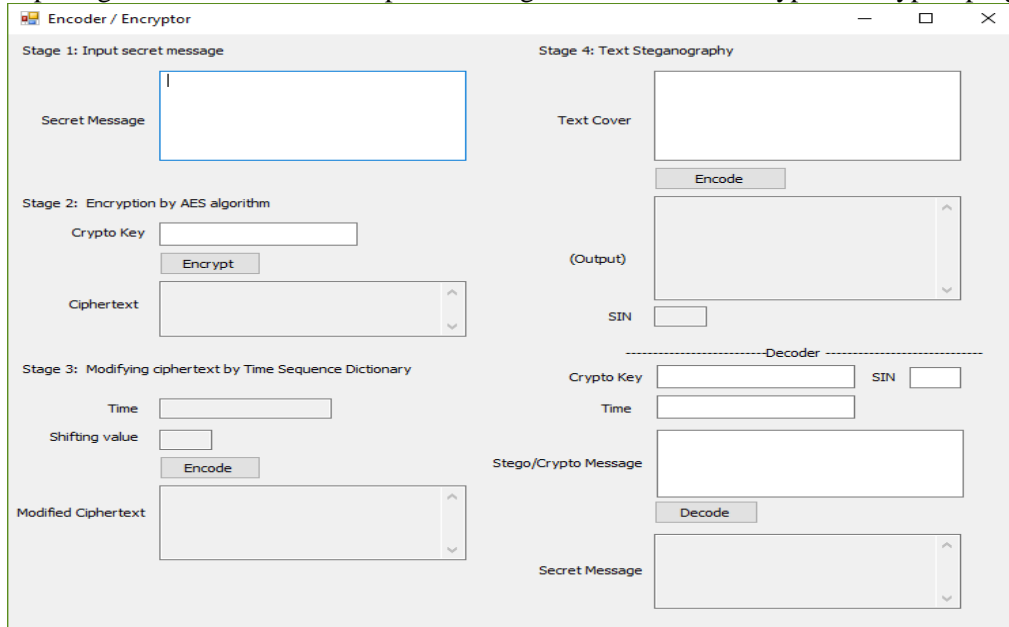 Encoder / Encryptor
Stage 1: Input secret message
Secret Message
Stage 2: Encryption by AES algorithm
Crypto Key
Encrypt
Ciphertext
Stage 3: Modifying ciphertext by Time Sequence Dictionary
Time
Shifting value
Encode
Modified Ciphertext
Stage 4: Text Steganography
Text Cover
Encode
(Output)
SIN
-------------------------Decoder ----------------------------
Crypto Key SIN
Time
Stego/Crypto Message
Decode
Secret Message